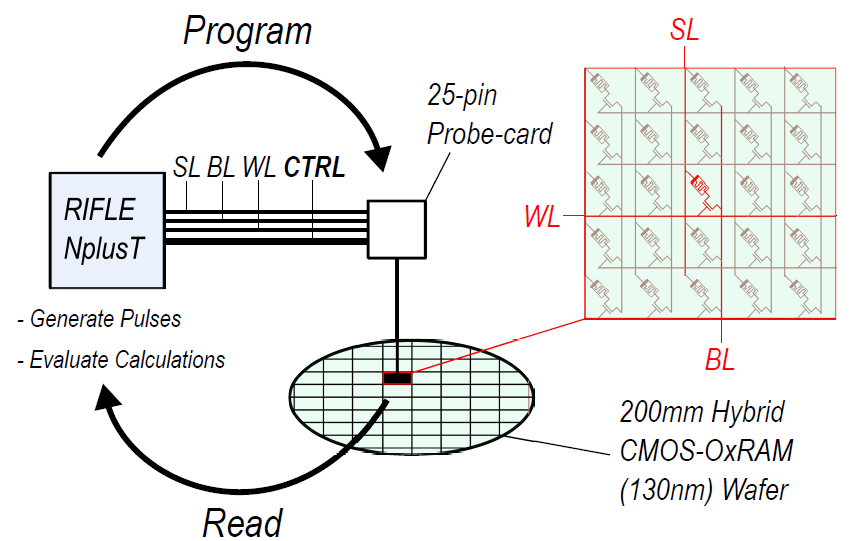 Program
25-pin
Probe-card
SL BL WL CTRL
RIFLE
NplusT
- Generate Pulses
- Evaluate Calculations
SL
WL
BL
200mm Hybrid
CMOS-OxRAM
(130nm) Wafer
Read